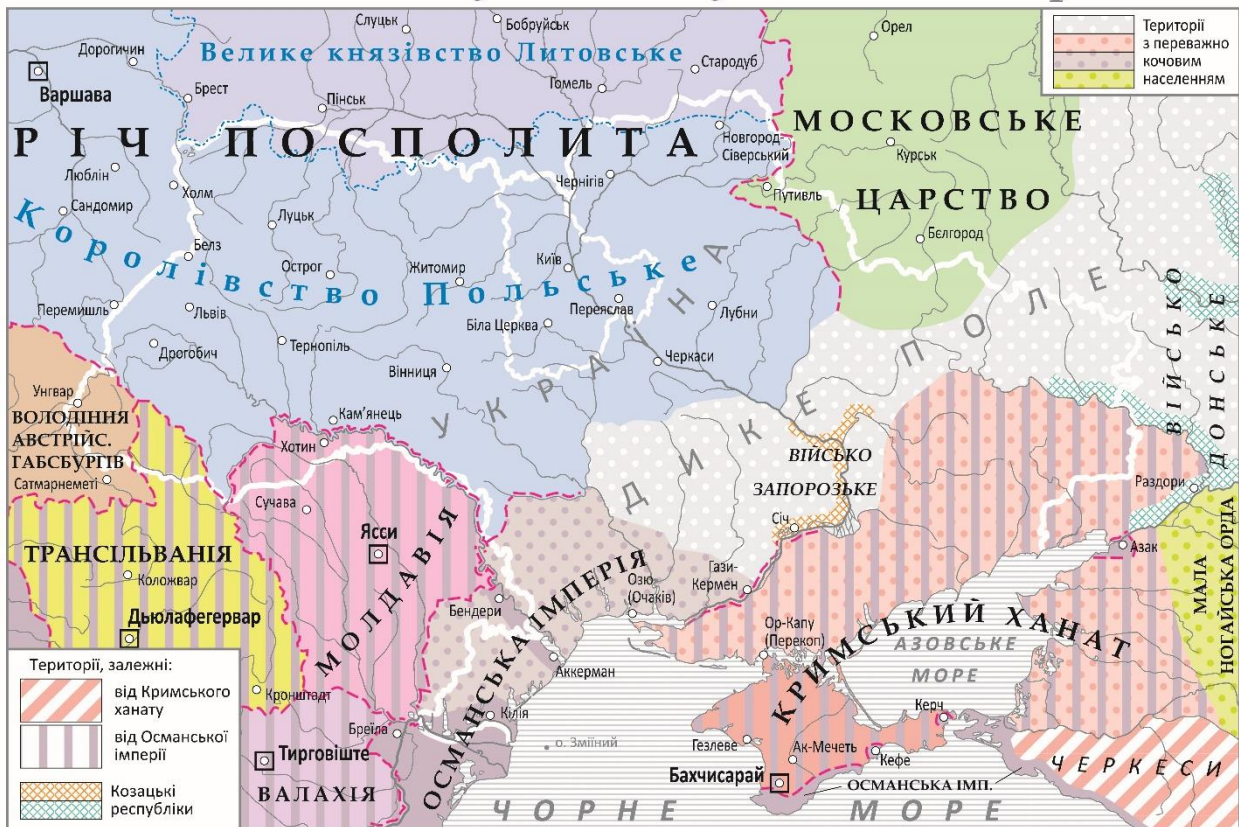 Слуцьк
Бобруйськ
Орел
Території
з переважно
кочовим
населенням
Дорогичин
Велике князівство Литовське
Стародуб
Варшава
Брест
Пінськ
Гомель
РІЧ ПОСПОЛИТА
Новгород-
Сіверський
МОСКОВСЬКЕ
Курськ
Люблін
Холм
Чернігів
Путивль
ЦАРСТВО
Сандомир
Луцьк
Бєлгород
Королівство Польське
Белз
Острог
Житомир
Київ
Перемишль
Львів
Біла Церква
Переяслав
Лубни
УКРАЇНА
Дрогобич
Тернопіль
Вінниця
Черкаси
ДИКЕ ПОЛЕ
ВІЙСЬКО
ДОНСЬКЕ
Унгвар
ВОЛОДІННЯ
АВСТРІЙС.
ГАБСБУРГІВ
Сатмарнеметі
Кам'янець
Хотин
ВІЙСЬКО
ЗАПОРОЗЬКЕ
Січ
Раздори
Сучава
Ясси
МОЛДАВІЯ
ТРАНСІЛЬВАНІЯ
Коложвар
Дьюлафегервар
Кронштадт
Бендери
ОСМАНСЬКА ІМПЕРІЯ
Озю
(Очаків)
Гази-
Кермен
Азак
МАЛА
НОГАЙСЬКА ОРДА
Ор-Капу
(Перекоп)
КРИМСЬКИЙ ХАНАТ
АЗОВСЬКЕ
МОРЕ
Аккерман
Кілія
Бреїла
о. Зміїний
Гезлеве
Ак-Мечеть
Керч
Кефе
Бахчисарай
ОСМАНСЬКА ІМП.
ЧЕРКЕСИ
ЧОРНЕ МОРЕ
Тирговіште
ВАЛАХІЯ
Території, залежні:
від Кримського
ханату
від Османської
імперії
Козацькі
республіки